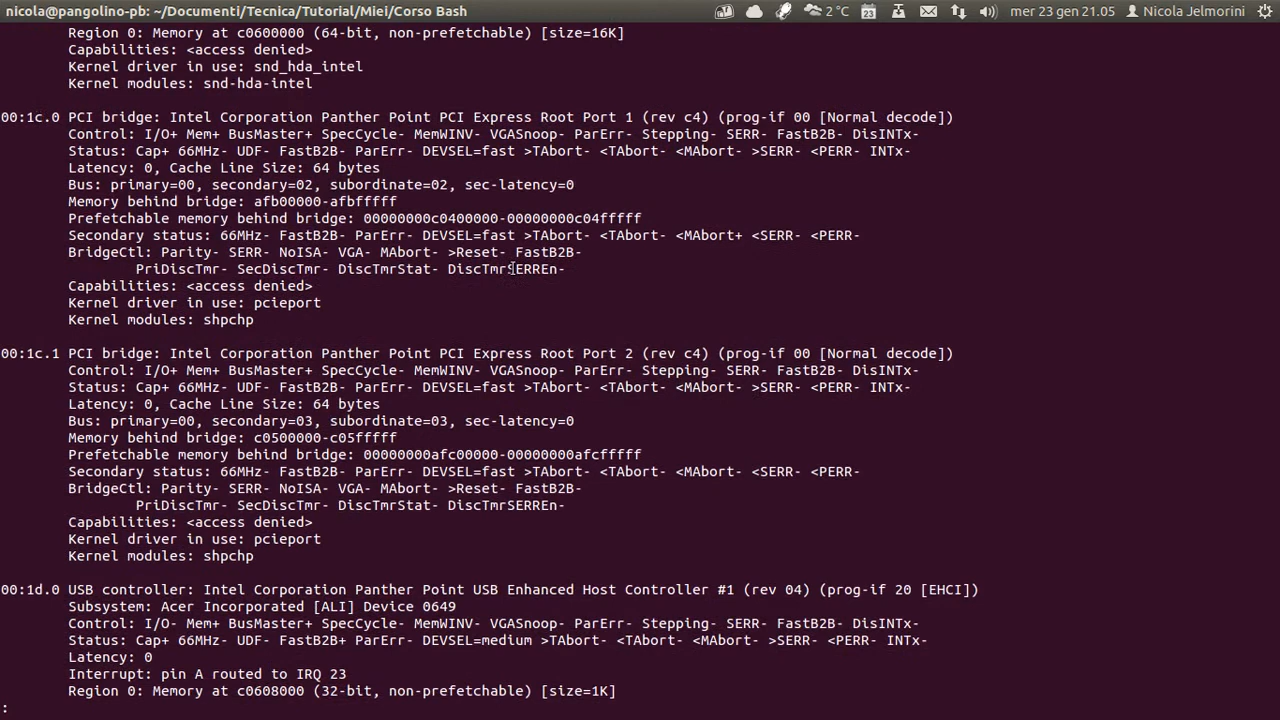 nicola@pangolino-pb: ~/Documenti/Tecnica/Tutorial/Miei/Corso Bash 2°C 23 mer 23 gen 21.05 Nicola Jelmorini
Region 0: Memory at c0600000 (64-bit, non-prefetchable) [size=16K]
Capabilities: <access denied>
Kernel driver in use: snd_hda_intel
Kernel modules: snd-hda-intel
00:1c.0 PCI bridge: Intel Corporation Panther Point PCI Express Root Port 1 (rev c4) (prog-if 00 [Normal decode])
Control: I/O+ Mem+ BusMaster+ SpecCycle- MemWINV- VGASnoop- ParErr- Stepping- SERR- FastB2B- DisINTx-
Status: Cap+ 66MHz- UDF- FastB2B- ParErr- DEVSEL=fast >TAbort- <TAbort- <MAbort- >SERR- <PERR- INTx-
Latency: 0, Cache Line Size: 64 bytes
Bus: primary=00, secondary=02, subordinate=02, sec-latency=0
Memory behind bridge: afb00000-afbfffff
Prefetchable memory behind bridge: 00000000c0400000-00000000c04fffff
Secondary status: 66MHz- FastB2B- ParErr- DEVSEL=fast >TAbort- <TAbort- <MAbort+ <SERR- <PERR-
BridgeCtl: Parity- SERR- NoISA- VGA- MAbort- >Reset- FastB2B-
PriDiscTmr- SecDiscTmr- DiscTmrStat- DiscTmrSERREn-
Capabilities: <access denied>
Kernel driver in use: pcieport
Kernel modules: shpchp
00:1c.1 PCI bridge: Intel Corporation Panther Point PCI Express Root Port 2 (rev c4) (prog-if 00 [Normal decode])
Control: I/O+ Mem+ BusMaster+ SpecCycle- MemWINV- VGASnoop- ParErr- Stepping- SERR- FastB2B- DisINTx-
Status: Cap+ 66MHz- UDF- FastB2B- ParErr- DEVSEL=fast >TAbort- <TAbort- <MAbort- >SERR- <PERR- INTx-
Latency: 0, Cache Line Size: 64 bytes
Bus: primary=00, secondary=03, subordinate=03, sec-latency=0
Memory behind bridge: c0500000-c05fffff
Prefetchable memory behind bridge: 00000000afc00000-00000000afcfffff
Secondary status: 66MHz- FastB2B- ParErr- DEVSEL=fast >TAbort- <TAbort- <MAbort- <SERR- <PERR-
BridgeCtl: Parity- SERR- NoISA- VGA- MAbort- >Reset- FastB2B-
PriDiscTmr- SecDiscTmr- DiscTmrStat- DiscTmrSERREn-
Capabilities: <access denied>
Kernel driver in use: pcieport
Kernel modules: shpchp
00:1d.0 USB controller: Intel Corporation Panther Point USB Enhanced Host Controller #1 (rev 04) (prog-if 20 [EHCI])
Subsystem: Acer Incorporated [ALI] Device 0649
Control: I/O- Mem+ BusMaster+ SpecCycle- MemWINV- VGASnoop- ParErr- Stepping- SERR- FastB2B- DisINTx-
Status: Cap+ 66MHz- UDF- FastB2B+ ParErr- DEVSEL=medium >TAbort- <TAbort- <MAbort- >SERR- <PERR- INTx-
Latency: 0
Interrupt: pin A routed to IRQ 23
Region 0: Memory at c0608000 (32-bit, non-prefetchable) [size=1K]
: